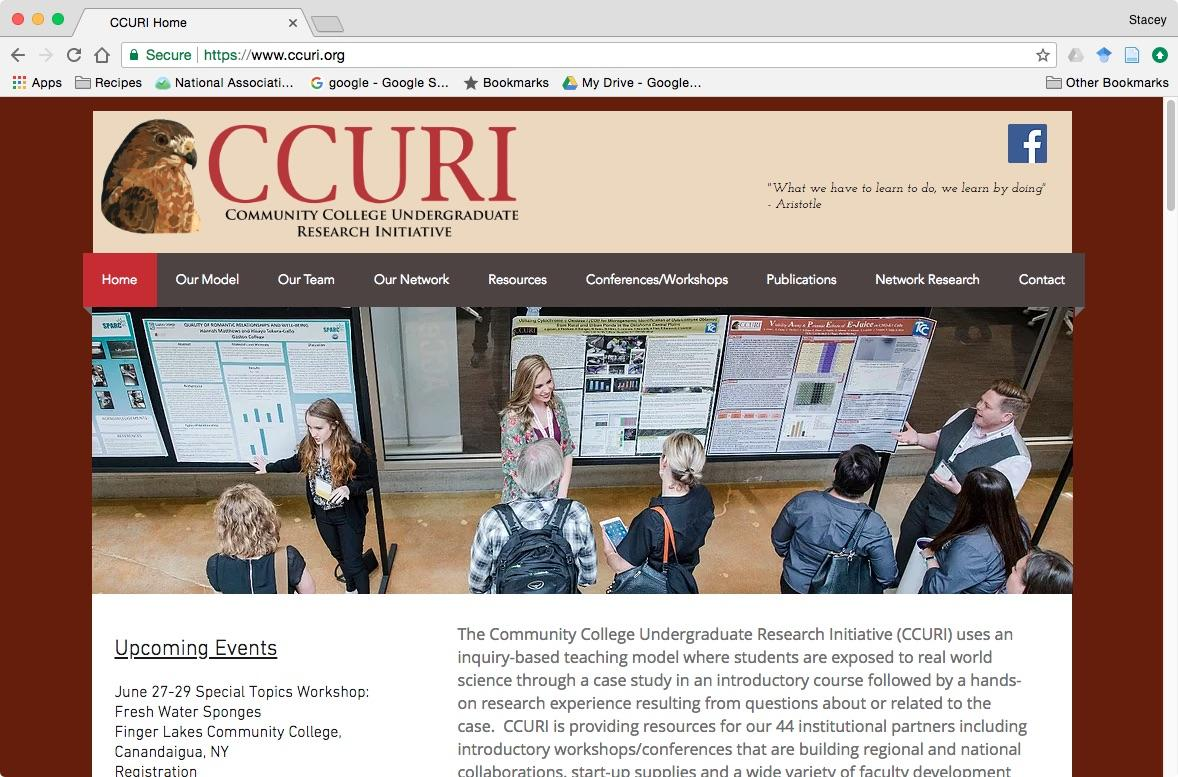 CCURI Home
Stacey
Secure https://www.ccuri.org
Apps Recipes National Associati... google - Google S... Bookmarks My Drive - Google... Other Bookmarks
CCURI
Community College Undergraduate
Research Initiative
"What we have to learn to do, we learn by doing"
- Aristotle
Home Our Model Our Team Our Network Resources Conferences/Workshops Publications Network Research Contact
SPARC
QUALITY OF ROMANTIC RELATIONSHIPS AND WELL-BEING
SPARC
Gaston College
CCURI
Upcoming Events
June 27-29 Special Topics Workshop:
Fresh Water Sponges
Finger Lakes Community College,
Canandaigua, NY
Registration
The Community College Undergraduate Research Initiative (CCURI) uses an
inquiry-based teaching model where students are exposed to real world
science through a case study in an introductory course followed by a hands-
on research experience resulting from questions about or related to the
case. CCURI is providing resources for our 44 institutional partners including
introductory workshops/conferences that are building regional and national
collaborations, start-up supplies and a wide variety of faculty development